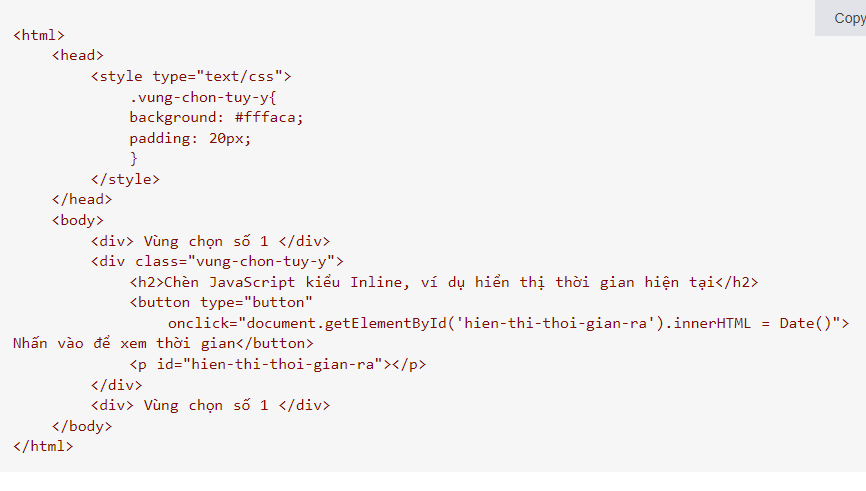 Copy
<html>
<head>
<style type="text/css">
.vung-chon-tuy-y{
background: #fffaca;
padding: 20px;
}
</style>
</head>
<body>
<div> Vùng chọn số 1 </div>
<div class="vung-chon-tuy-y">
<h2>Chèn JavaScript kiểu Inline, ví dụ hiển thị thời gian hiện tại</h2>
<button type="button"
onclick="document.getElementById('hien-thi-thoi-gian-ra').innerHTML = Date()">
Nhấn vào để xem thời gian</button>
<p id="hien-thi-thoi-gian-ra"></p>
</div>
<div> Vùng chọn số 1 </div>
</body>
</html>